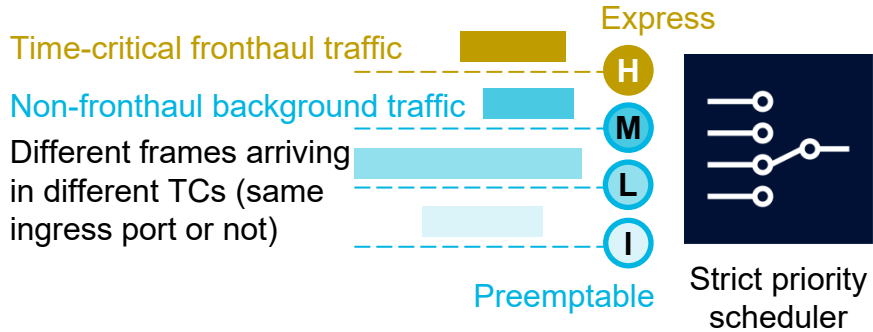 Express
Time-critical fronthaul traffic
H
Non-fronthaul background traffic
M
Different frames arriving
in different TCs (same
ingress port or not)
L
I
Preemptable
Strict priority
scheduler